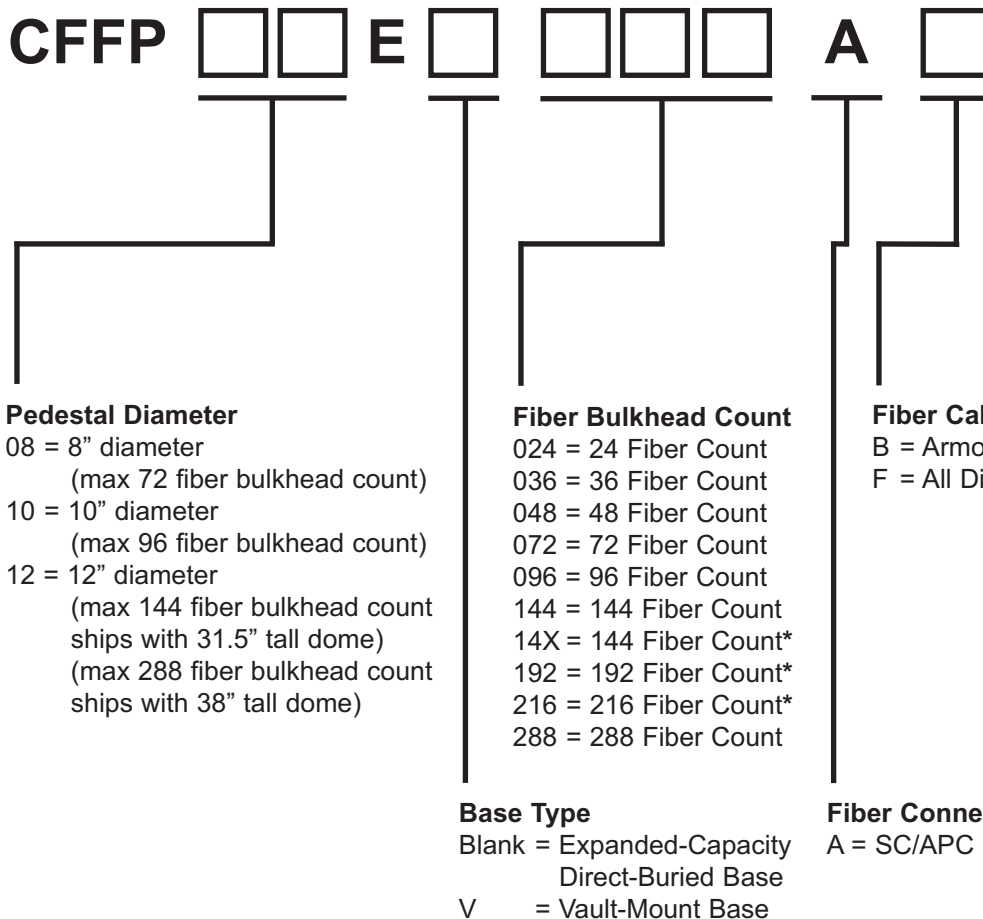 CFFP E A
Pedestal Diameter
08 = 8” diameter
(max 72 fiber bulkhead count)
10 = 10” diameter
(max 96 fiber bulkhead count)
12 = 12” diameter
(max 144 fiber bulkhead count
ships with 31.5” tall dome)
(max 288 fiber bulkhead count
ships with 38” tall dome)
Fiber Bulkhead Count
024 = 24 Fiber Count
036 = 36 Fiber Count
048 = 48 Fiber Count
072 = 72 Fiber Count
096 = 96 Fiber Count
144 = 144 Fiber Count
14X = 144 Fiber Count*
192 = 192 Fiber Count*
216 = 216 Fiber Count*
288 = 288 Fiber Count
Fiber
B =
F = All
Base Type
Blank = Expanded-Capacity
Direct-Buried Base
V = Vault-Mount Base
Fiber
A = SC/APC